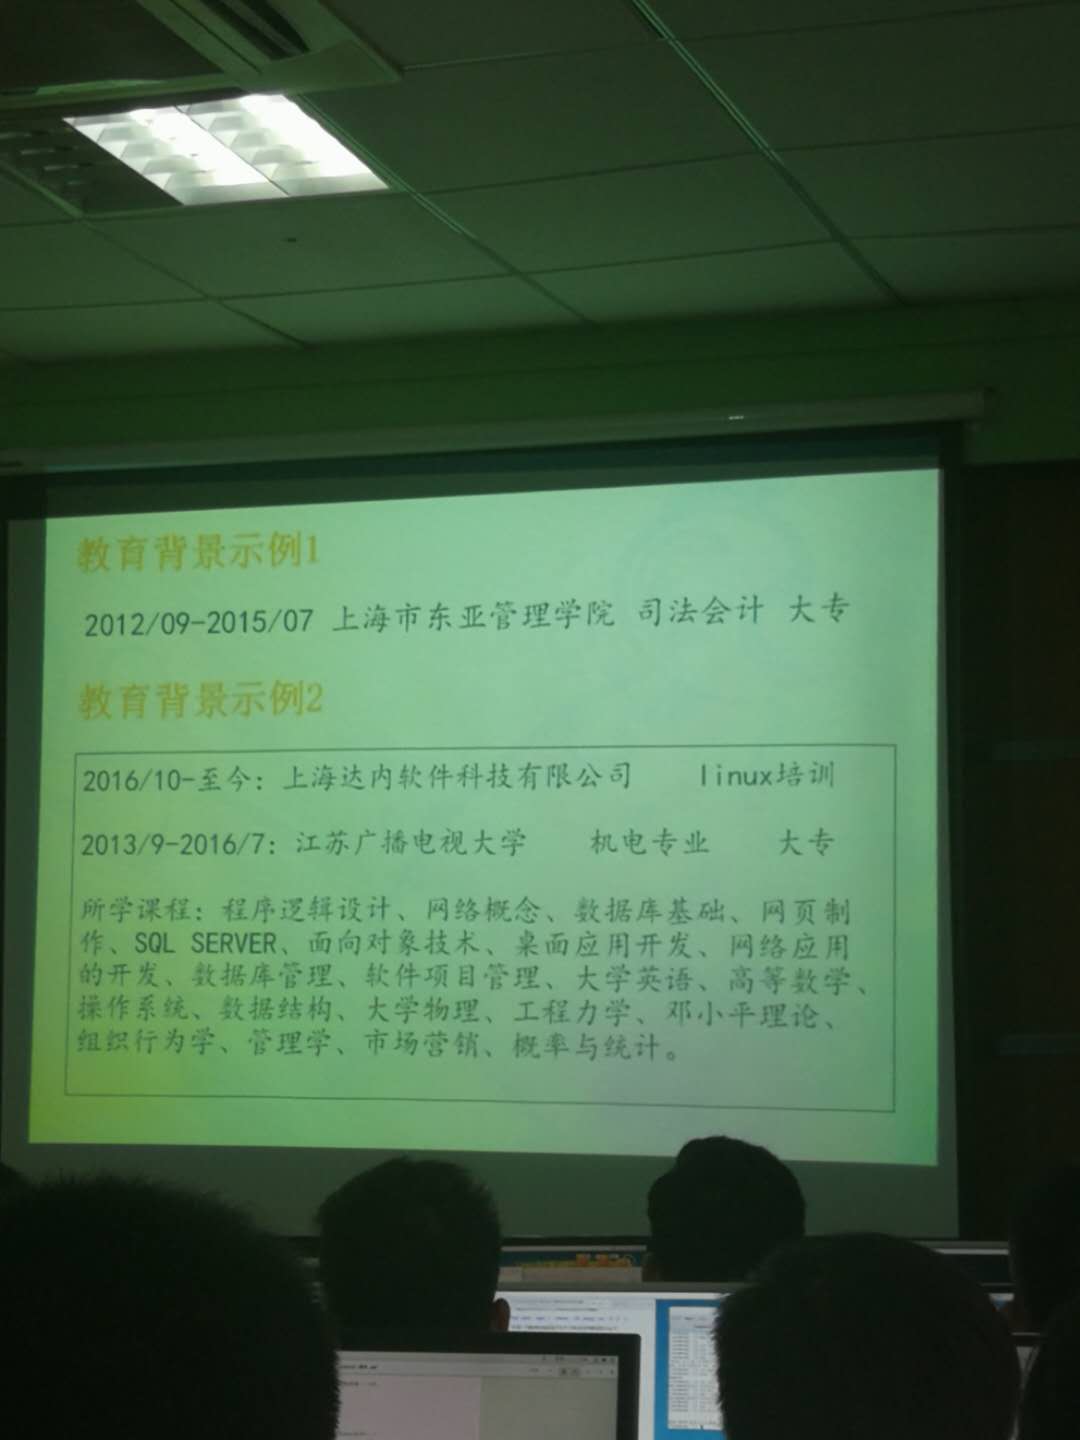 教育背景示例1
2012/09-2015/07 上海市东亚管理学院 司法会计 大专
教育背景示例2
2016/10-至今：上海达内软件科技有限公司 linux培训
2013/9-2016/7：江苏广播电视大学 机电专业 大专
所学课程：程序逻辑设计、网络概念、数据库基础、网页制
作、SQL SERVER、面向对象技术、桌面应用开发、网络应用
的开发、数据库管理、软件项目管理、大学英语、高等数学、
操作系统、数据结构、大学物理、工程力学、邓小平理论、
组织行为学、管理学、市场营销、概率与统计。